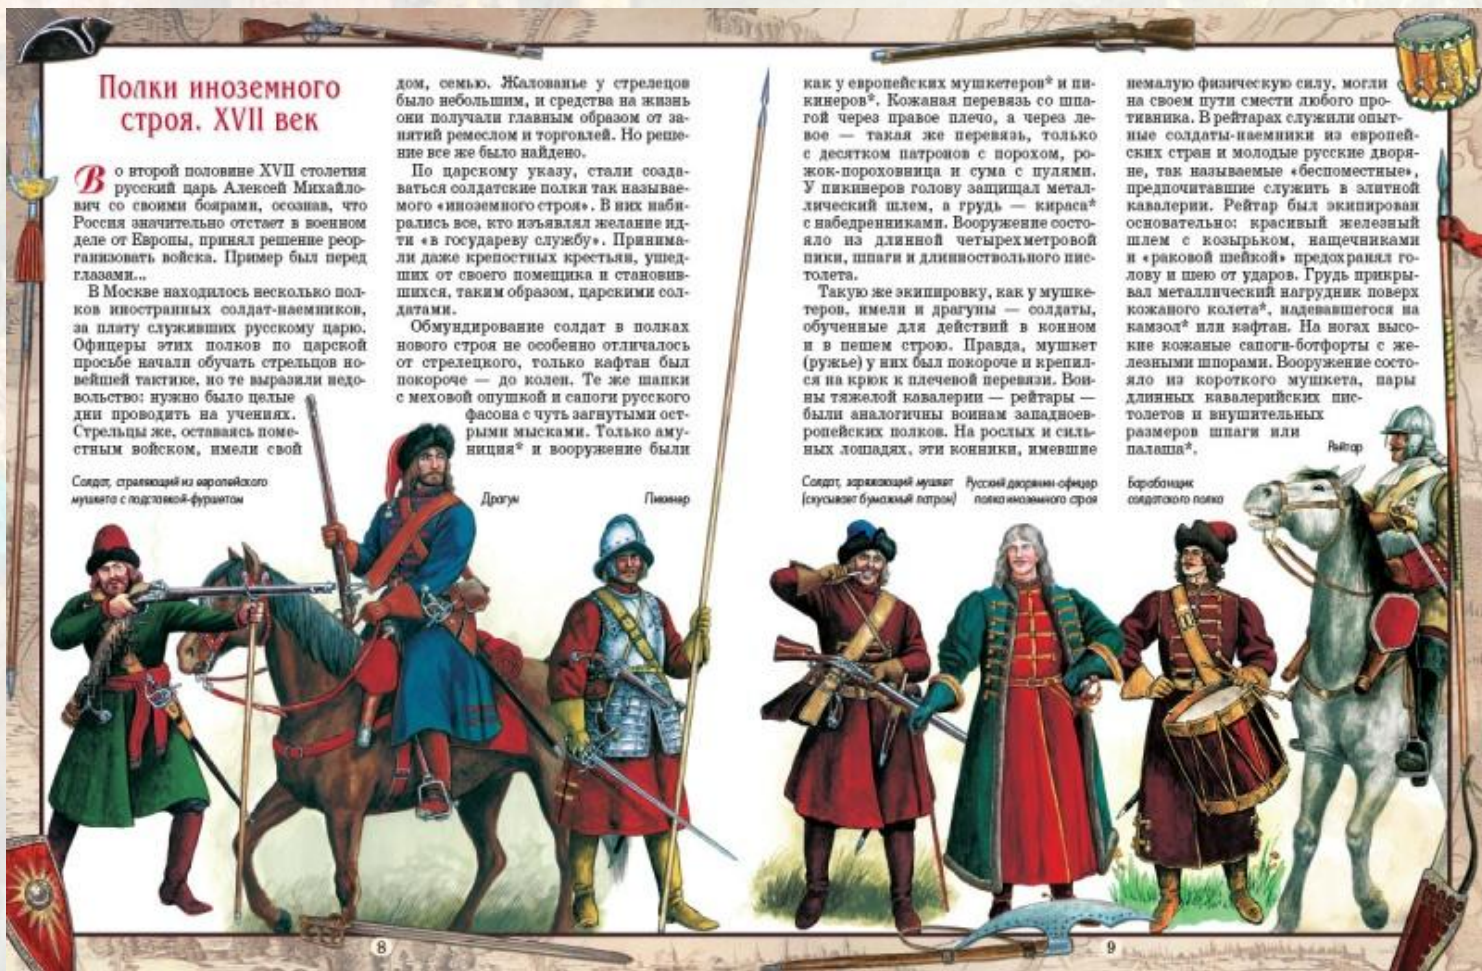 Полки иноземного
строя. XVII век
Во второй половине XVII столетия
русский царь Алексей Михайло-
вич со своими боярами, осознав, что
Россия значительно отстает в военном
деле от Европы, принял решение реор-
ганизовать войска. Пример был перед
глазами...
В Москве находилось несколько пол-
ков иностранных солдат-наемников,
за плату служивших русскому царю.
Офицеры этих полков по царской
просьбе начали обучать стрельцов но-
вейшей тактике, но те выразили недо-
вольство: нужно было целые
дни проводить на учениях.
Стрельцы же, оставаясь поме-
стным войском, имели свой
дом, семью. Жалованье у стрелецов
было небольшим, и средства на жизнь
они получали главным образом от за-
нятий ремеслом и торговлей. Но реше-
ние все же было найдено.
По царскому указу, стали созда-
ваться солдатские полки так называе-
мого «иноземного строя». В них наби-
рались все, кто изъявлял желание ид-
ти «в государеву службу». Принима-
ли даже крепостных крестьян, ушед-
ших от своего помещика и становив-
шихся, таким образом, царскими сол-
датами.
Обмундирование солдат в полках
нового строя не особенно отличалось
от стрелецкого, только кафтан был
покороче — до колен. Те же шапки
с меховой опушкой и сапоги русского
фасона с чуть загнутыми ост-
рыми мысками. Только аму-
ниция* и вооружение были
Солдат, стреляющий из европейского
мушкета с подставкой-фуршетом
Драгун
Пикинер
как у европейских мушкетеров* и пи-
кинеров*. Кожаная перевязь со шпа-
гой через правое плечо, а через ле-
вое — такая же перевязь, только
с десятком патронов с порохом, ро-
жок-пороховница и сума с пулями.
У пикинеров голову защищал метал-
лический шлем, а грудь — кираса*
с набедренниками. Вооружение состо-
яло из длинной четырехметровой
пики, шпаги и длинноствольного пис-
толета.
Такую же экипировку, как у мушке-
теров, имели и драгуны — солдаты,
обученные для действий в конном
и в пешем строю. Правда, мушкет
(ружье) у них был покороче и крепил-
ся на крюк к плечевой перевязи. Вои-
ны тяжелой кавалерии — рейтары —
были аналогичны воинам западноев-
ропейских полков. На рослых и силь-
ных лошадях, эти конники, имевшие
немалую физическую силу, могли
на своем пути смести любого про-
тивника. В рейтарах служили опыт-
ные солдаты-наемники из европей-
ских стран и молодые русские дворя-
не, так называемые «беспоместные»,
предпочитавшие служить в элитной
кавалерии. Рейтар был экипирован
основательно: красивый железный
шлем с козырьком, нащечниками
и «раковой шейкой» предохранял го-
лову и шею от ударов. Грудь прикры-
вал металлический нагрудник поверх
кожаного колета*, надевавшегося на
камзол* или кафтан. На ногах высо-
кие кожаные сапоги-ботфорты с же-
лезными шпорами. Вооружение состо-
яло из короткого мушкета, пары
длинных кавалерийских пис-
толетов и внушительных
размеров шпаги или
палаша*.
Рейтар
Солдат, заряжающий мушкет
(скусывает бумажный патрон)
Русский дворянин-офицер
полка иноземного строя
Барабанщик
солдатского полка
8
9